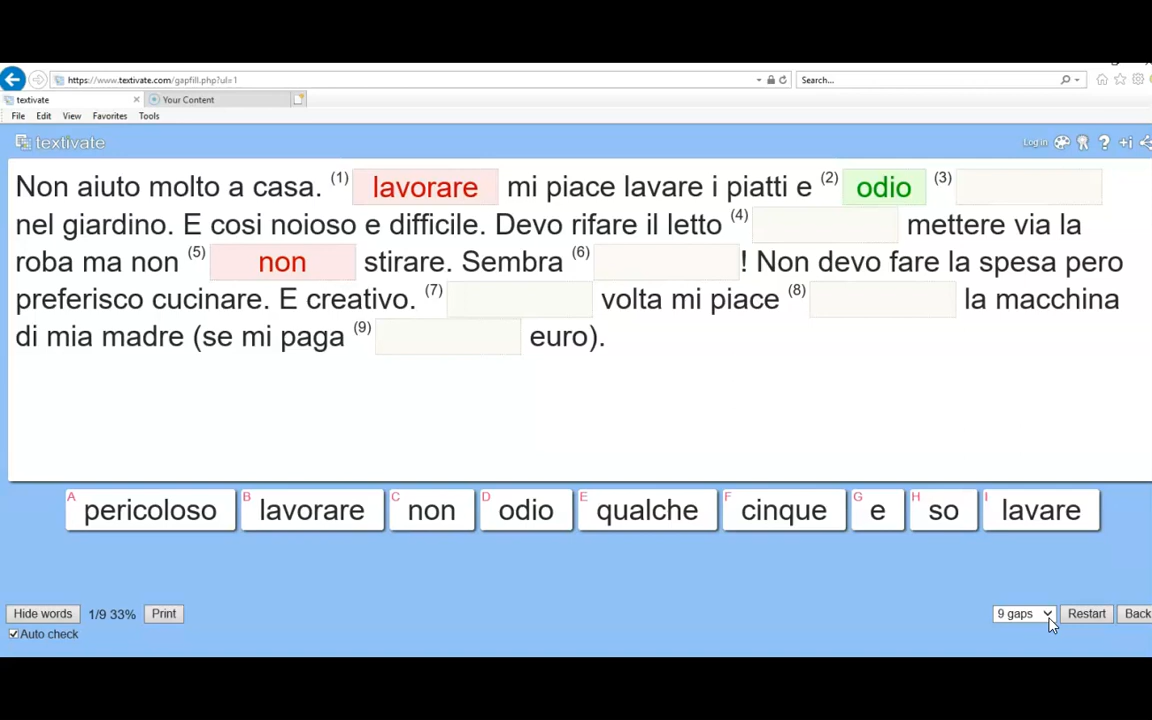 https://www.textivate.com/gapfill.php?ul=1
Search...
textivate
Your Content
File Edit View Favorites Tools
textivate
Log in ? +i
Non aiuto molto a casa. (1) lavorare mi piace lavare i piatti e (2) odio (3)
nel giardino. E cosi noioso e difficile. Devo rifare il letto (4) mettere via la
roba ma non (5) non stirare. Sembra (6) ! Non devo fare la spesa pero
preferisco cucinare. E creativo. (7) volta mi piace (8) la macchina
di mia madre (se mi paga (9) euro).
A pericoloso B lavorare C non D odio E qualche F cinque G e H so I lavare
Hide words 1/9 33% Print 9 gaps Restart Back
Auto check